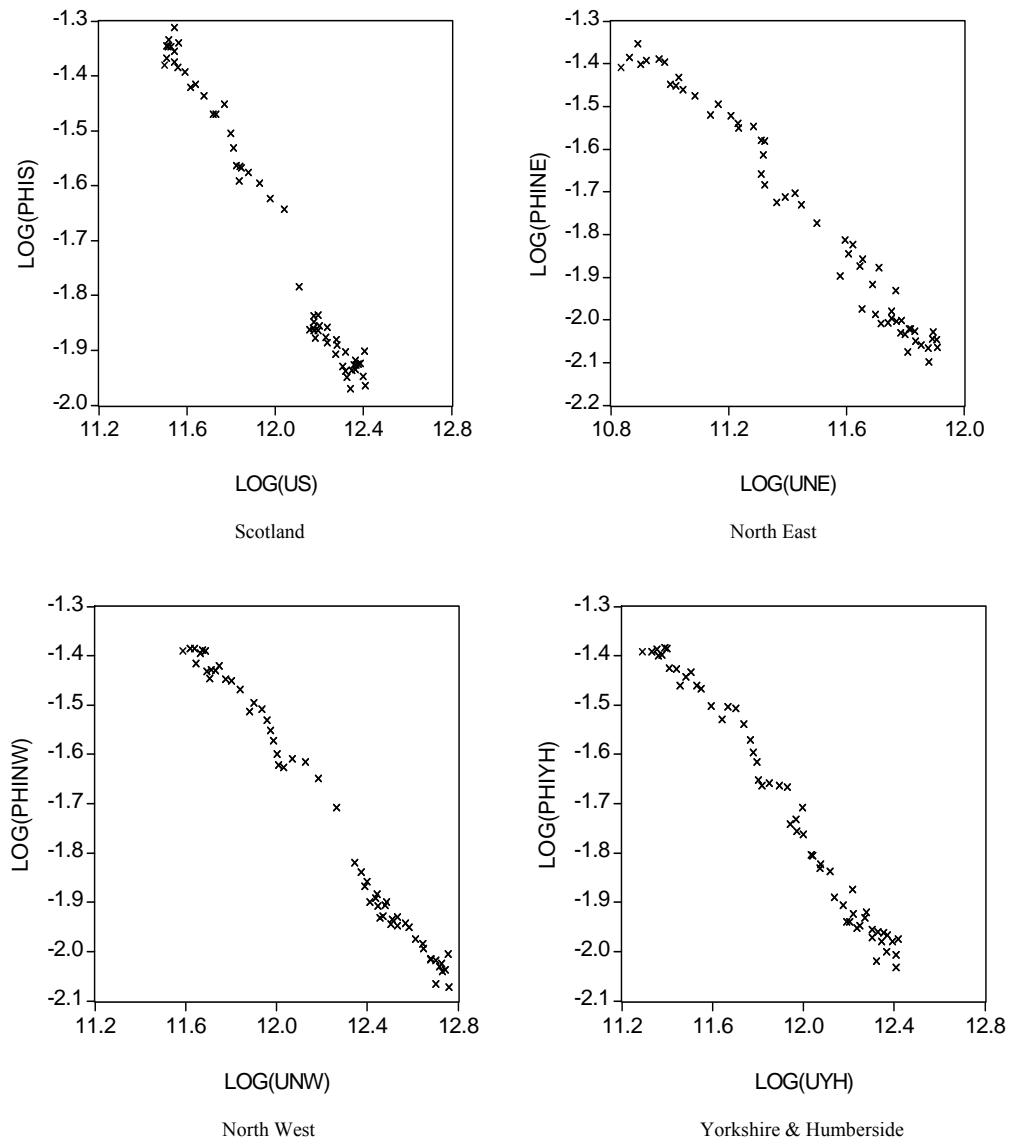 -1.3
-1.4
-1.5
-1.6
-1.7
-1.8
-1.9
-2.0
11.2 11.6 12.0 12.4 12.8
LOG(PHIS)
LOG(US)
Scotland
-1.3
-1.4
-1.5
-1.6
-1.7
-1.8
-1.9
-2.0
-2.1
-2.2
10.8 11.2 11.6 12.0
LOG(PHINE)
LOG(UNE)
North East
-1.3
-1.4
-1.5
-1.6
-1.7
-1.8
-1.9
-2.0
-2.1
11.2 11.6 12.0 12.4 12.8
LOG(PHINW)
LOG(UNW)
North West
-1.3
-1.4
-1.5
-1.6
-1.7
-1.8
-1.9
-2.0
-2.1
11.2 11.6 12.0 12.4 12.8
LOG(PHIYH)
LOG(UYH)
Yorkshire & Humberside